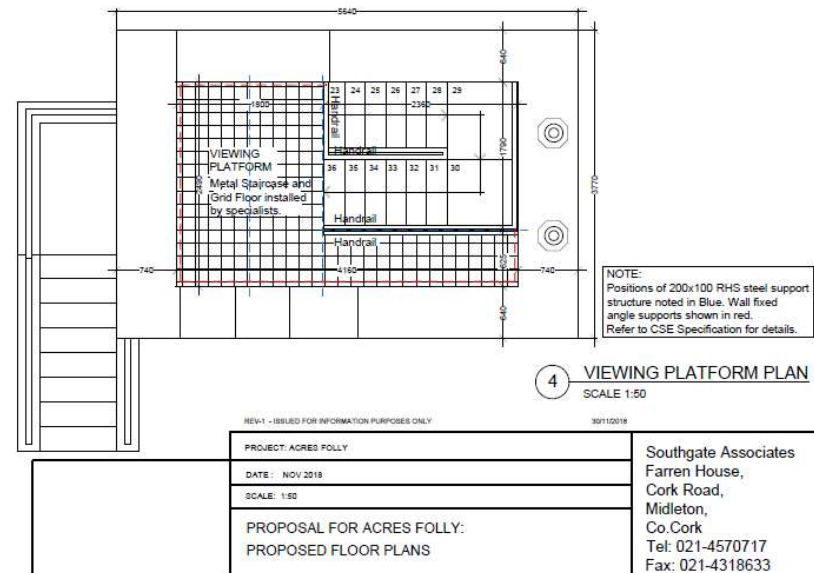 5640
640
23 24 25 26 27 28 29
1800
2360
Handrail
Handrail
1790
VIEWING
PLATFORM
Metal Staircase and
Grid Floor installed
by specialists.
2490
36 35 34 33 32 31 30
3770
Handrail
Handrail
625
740
4160
740
640
NOTE:
Positions of 200x100 RHS steel support
structure noted in Blue. Wall fixed
angle supports shown in red.
Refer to CSE Specification for details.
4 VIEWING PLATFORM PLAN
SCALE 1:50
REV-1 - ISSUED FOR INFORMATION PURPOSES ONLY 30/11/2018
PROJECT: ACRES FOLLY
DATE : NOV 2018
SCALE: 1:50
PROPOSAL FOR ACRES FOLLY:
PROPOSED FLOOR PLANS
Southgate Associates
Farren House,
Cork Road,
Midleton,
Co.Cork
Tel: 021-4570717
Fax: 021-4318633